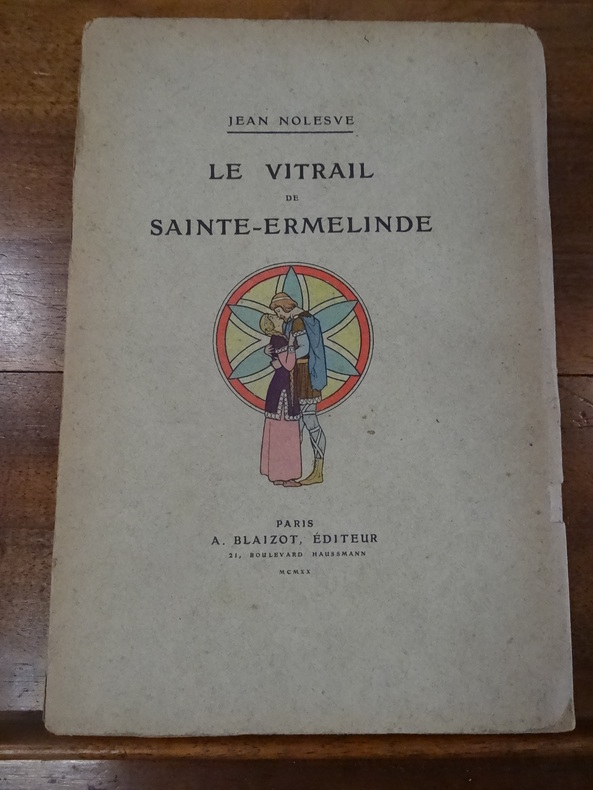 JEAN NOLESVE
LE VITRAIL
DE
SAINTE-ERMELINDE
PARIS
A. BLAIZOT, ÉDITEUR
21, BOULEVARD HAUSSMANN
MCMXX